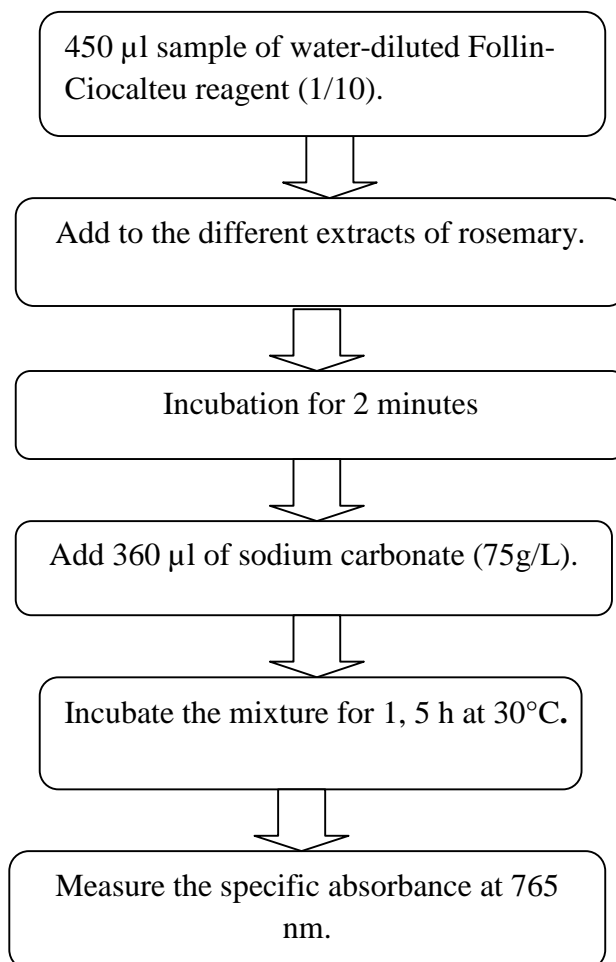 450 µl sample of water-diluted Follin-
Ciocalteu reagent (1/10).
Add to the different extracts of rosemary.
Incubation for 2 minutes
Add 360 µl of sodium carbonate (75g/L).
Incubate the mixture for 1, 5 h at 30°C.
Measure the specific absorbance at 765
nm.